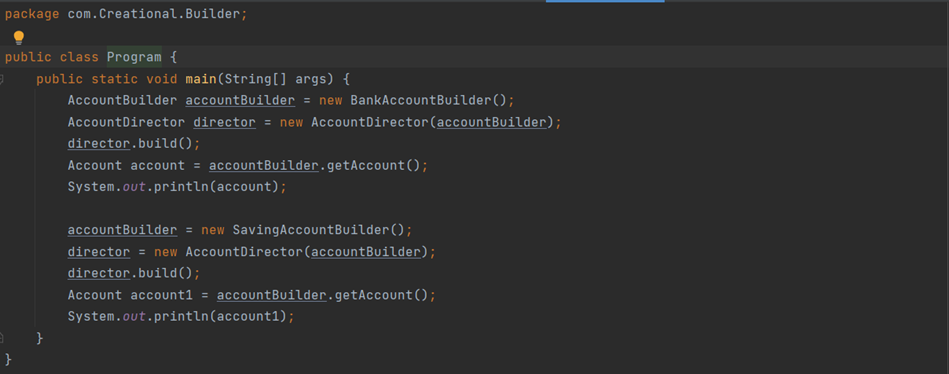 package com.Creational.Builder;
public class Program {
public static void main(String[] args) {
AccountBuilder accountBuilder = new BankAccountBuilder();
AccountDirector director = new AccountDirector(accountBuilder);
director.build();
Account account = accountBuilder.getAccount();
System.out.println(account);
accountBuilder = new SavingAccountBuilder();
director = new AccountDirector(accountBuilder);
director.build();
Account account1 = accountBuilder.getAccount();
System.out.println(account1);
}
}